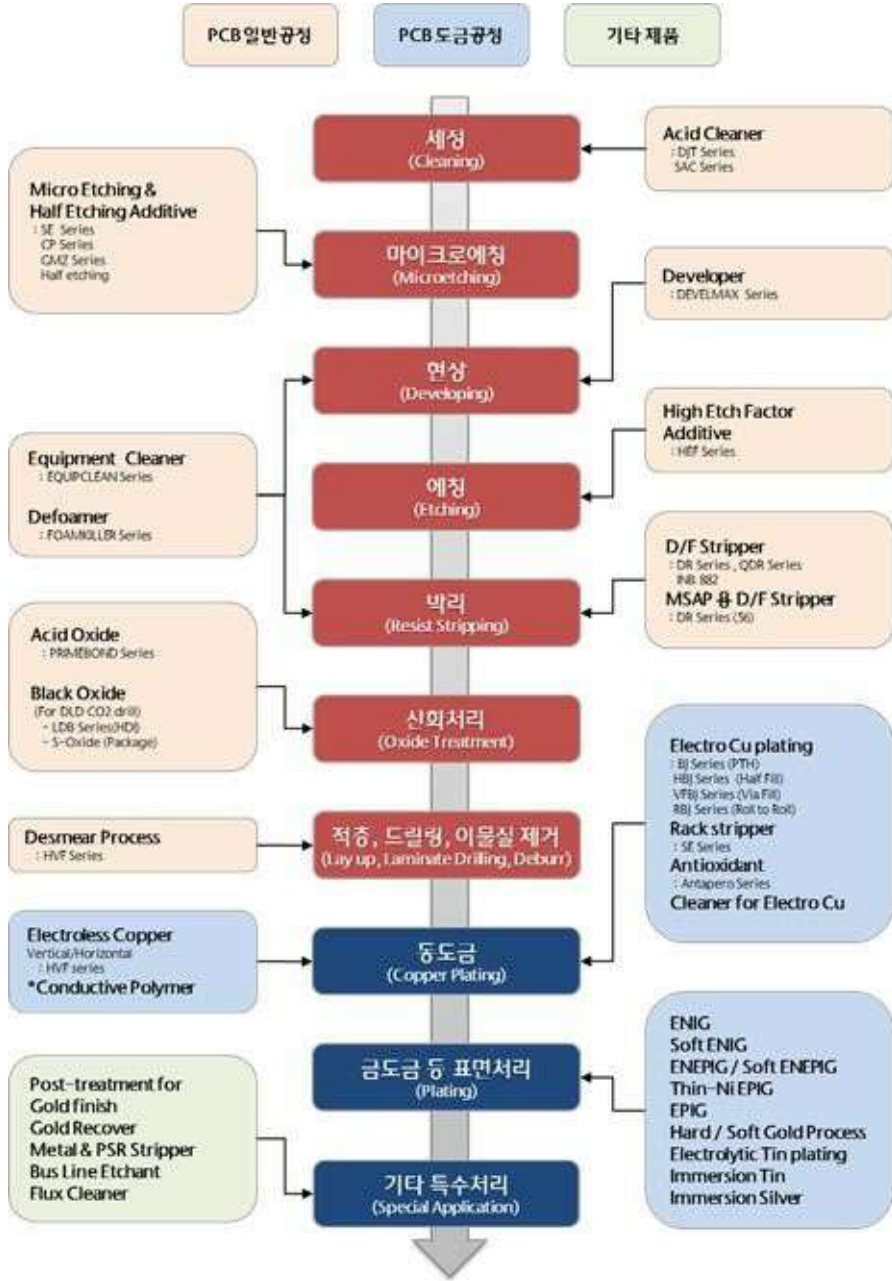 PCB 일반공정
PCB 도금공정
기타 제품
세정
(Cleaning)
Acid Cleaner
: DJT Series
SAC Series
Micro Etching &
Half Etching Additive
: SE Series
CP Series
GMZ Series
Half etching
마이크로에칭
(Microetching)
Developer
: DEVELMAX Series
현상
(Developing)
High Etch Factor
Additive
: HEF Series
Equipment Cleaner
: EQUIPCLEAN Series
Defoamer
: FOAMKILLER Series
에칭
(Etching)
D/F Stripper
: DR Series , QDR Series
INB 882
MSAP 용 D/F Stripper
: DR Series (56)
박리
(Resist Stripping)
Acid Oxide
: PRIMEBOND Series
Black Oxide
(For DLD CO2 drill)
- LDB Series(HDI)
- S-Oxide (Package)
산화처리
(Oxide Treatment)
Electro Cu plating
: BJ Series (PTH)
HBJ Series (Half Fill)
VFBJ Series (Via Fill)
RBJ Series (Roll to Roll)
Rack stripper
: SE Series
Antioxidant
: Antapero Series
Cleaner for Electro Cu
Desmear Process
: HVF Series
적층, 드릴링, 이물질 제거
(Lay up, Laminate Drilling, Deburr)
Electroless Copper
Vertical/Horizontal
: HVF series
*Conductive Polymer
동도금
(Copper Plating)
ENIG
Soft ENIG
ENEPIG / Soft ENEPIG
Thin-Ni EPIG
EPIG
Hard / Soft Gold Process
Electrolytic Tin plating
Immersion Tin
Immersion Silver
금도금 등 표면처리
(Plating)
Post-treatment for
Gold finish
Gold Recover
Metal & PSR Stripper
Bus Line Etchant
Flux Cleaner
기타 특수처리
(Special Application)